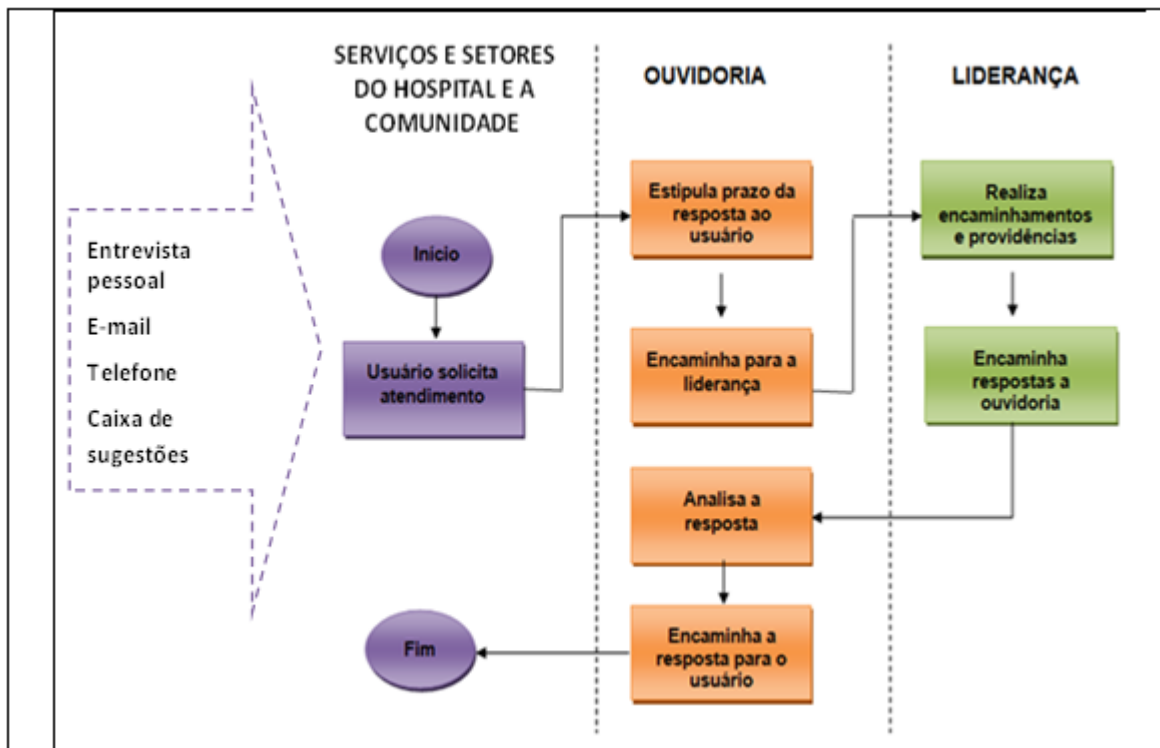 SERVIÇOS E SETORES
DO HOSPITAL E A
COMUNIDADE
OUVIDORIA
LIDERANÇA
Entrevista
pessoal
E-mail
Telefone
Caixa de
sugestões
Início
Usuário solicita
atendimento
Estipula prazo da
resposta ao
usuário
Encaminha para a
liderança
Realiza
encaminhamentos
e providências
Encaminha
respostas a
ouvidoria
Analisa a
resposta
Encaminha a
resposta para o
usuário
Fim